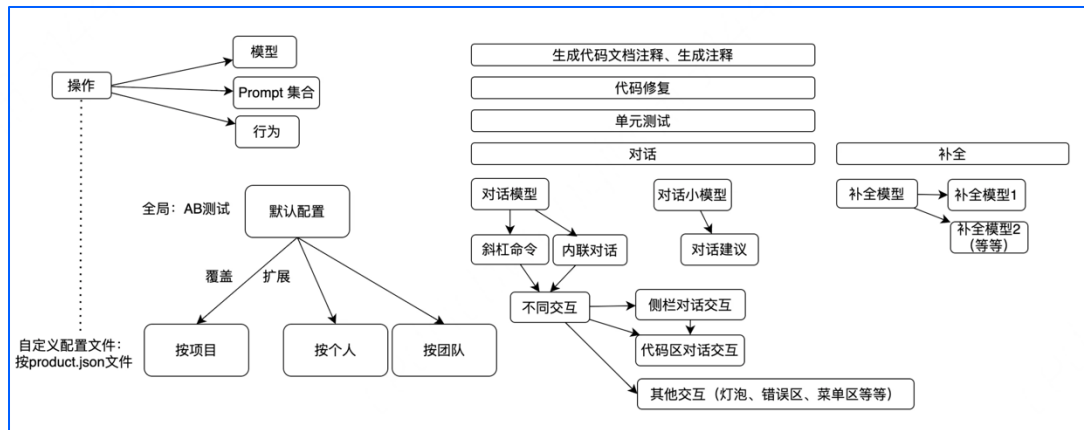 模型
操作
Prompt 集合
行为
全局：AB测试
默认配置
覆盖
扩展
自定义配置文件：
按product.json文件
按项目
按个人
按团队
生成代码文档注释、生成注释
代码修复
单元测试
对话
补全
对话模型
对话小模型
补全模型
补全模型1
补全模型2
（等等）
斜杠命令
内联对话
对话建议
不同交互
侧栏对话交互
代码区对话交互
其他交互（灯泡、错误区、菜单区等等）